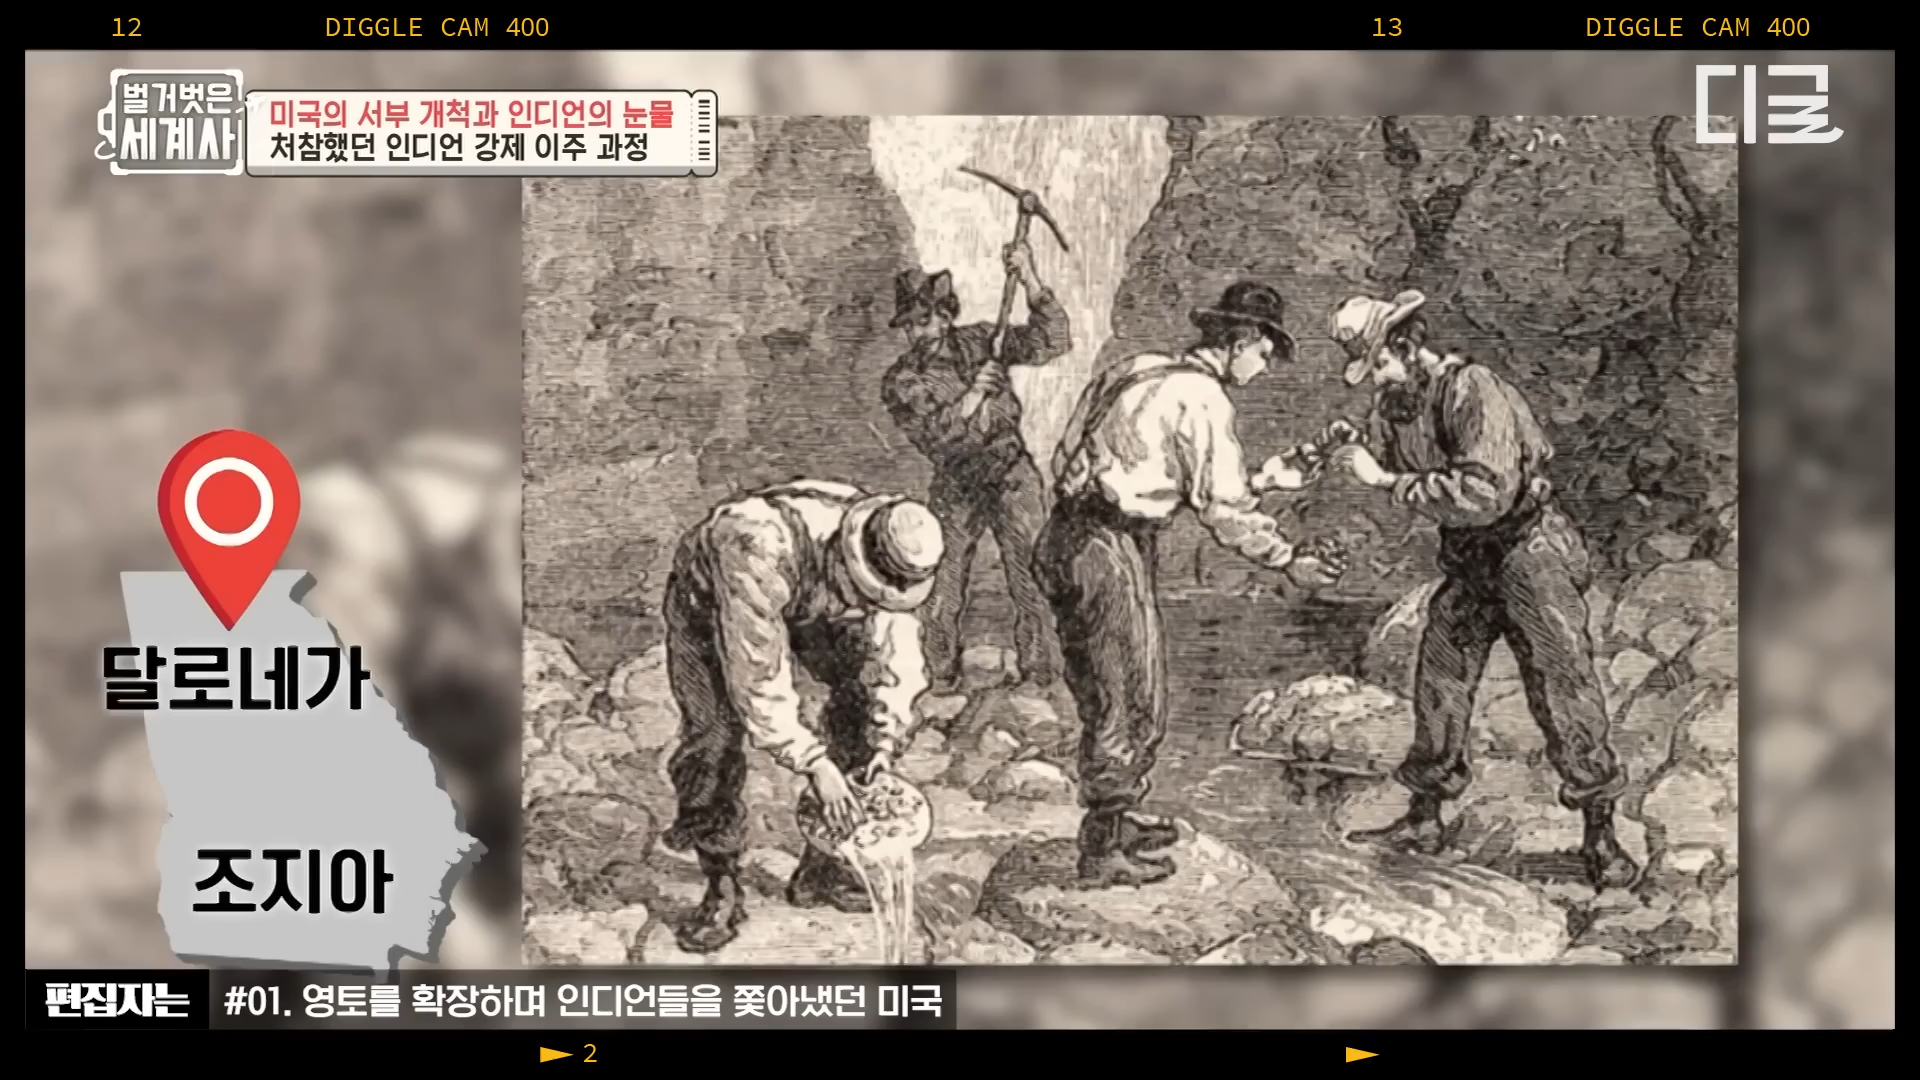 12 DIGGLE CAM 400 13 DIGGLE CAM 400
벌거벗은
세계사
미국의 서부 개척과 인디언의 눈물
처참했던 인디언 강제 이주 과정
디글
달로네가
조지아
편집자는 #01. 영토를 확장하며 인디언들을 쫓아냈던 미국
2